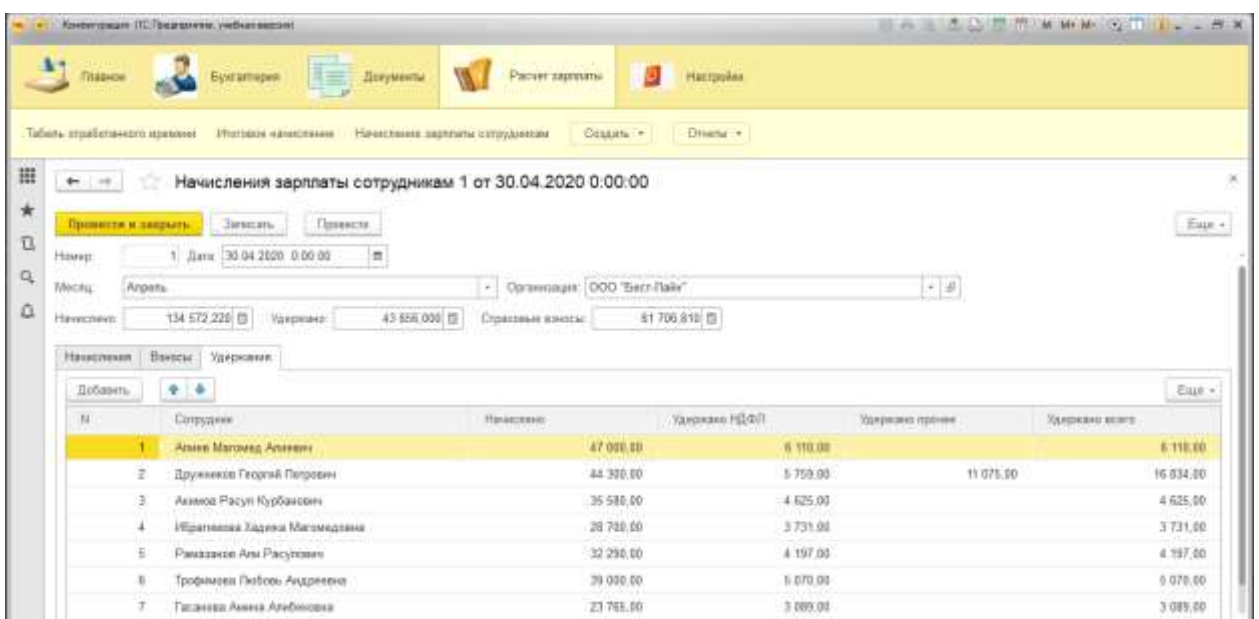 Конфигурация (1С:Предприятие, учебная версия)
M M+ M-
Главное Бухгалтерия Документы Расчет зарплаты Настройки
Табель отработанного времени Итоговое начисление Начисления зарплаты сотрудникам Создать Отчеты
Начисления зарплаты сотрудникам 1 от 30.04.2020 0:00:00
Провести и закрыть Записать Провести Еще
Номер: 1 Дата: 30.04.2020 0:00:00
Месяц: Апрель Организация: ООО "Бест-Лайн"
Начислено: 134 572,220 Удержано: Страховые взносы: 61 706,810
Начисления Взносы Удержания
Добавить Еще
N Сотрудник Начислено Удержано НДФЛ Удержано прочее Удержано всего
1 Алиев Магомед Алиевич 47 000,00 6 110,00 6 110,00
2 Дружников Георгий Петрович 44 300,00 5 759,00 11 075,00 16 834,00
3 Акимов Расул Курбанович 35 580,00 4 625,00 4 625,00
4 Ибрагимова Хадижа Магомедовна 28 700,00 3 731,00 3 731,00
5 Рамазанов Али Расулович 32 290,00 4 197,00 4 197,00
6 Трофимова Любовь Андреевна 39 000,00 5 070,00 5 070,00
7 Гасанова Амина Алибековна 23 765,00 3 089,00 3 089,00